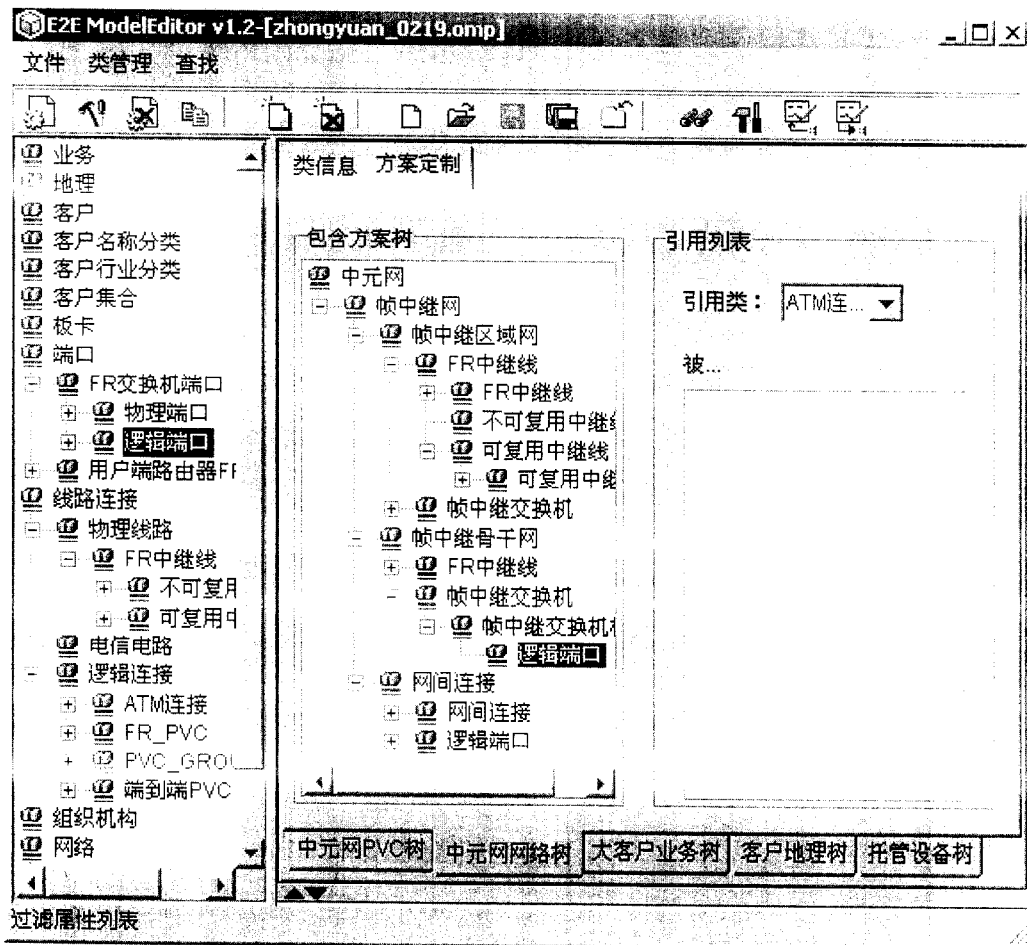 E2E ModelEditor v1.2-[zhongyuan_0219.omp]
文件 类管理 查找
业务
地理
客户
客户名称分类
客户行业分类
客户集合
板卡
端口
FR交换机端口
物理端口
逻辑端口
用户端路由器FR
线路连接
物理线路
FR中继线
不可复用
可复用中
电信电路
逻辑连接
ATM连接
FR_PVC
PVC_GROU
端到端PVC
组织机构
网络
类信息 方案定制
包含方案树
中元网
帧中继网
帧中继区域网
FR中继线
FR中继线
不可复用中继线
可复用中继线
可复用中继
帧中继交换机
帧中继骨干网
FR中继线
帧中继交换机
帧中继交换机
逻辑端口
网间连接
网间连接
逻辑端口
引用列表
引用类： ATM连...
被...
中元网PVC树 中元网网络树 大客户业务树 客户地理树 托管设备树
过滤属性列表